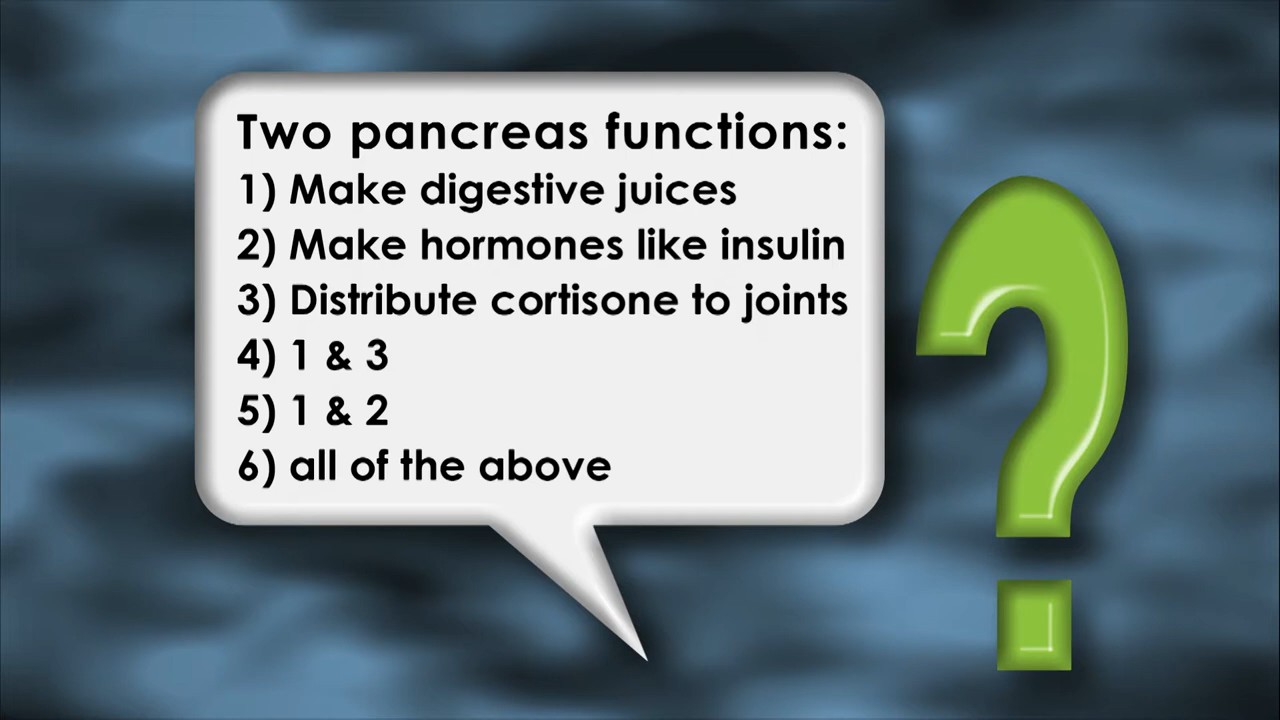 Two pancreas functions:
1) Make digestive juices
2) Make hormones like insulin
3) Distribute cortisone to joints
4) 1 & 3
5) 1 & 2
6) all of the above
?